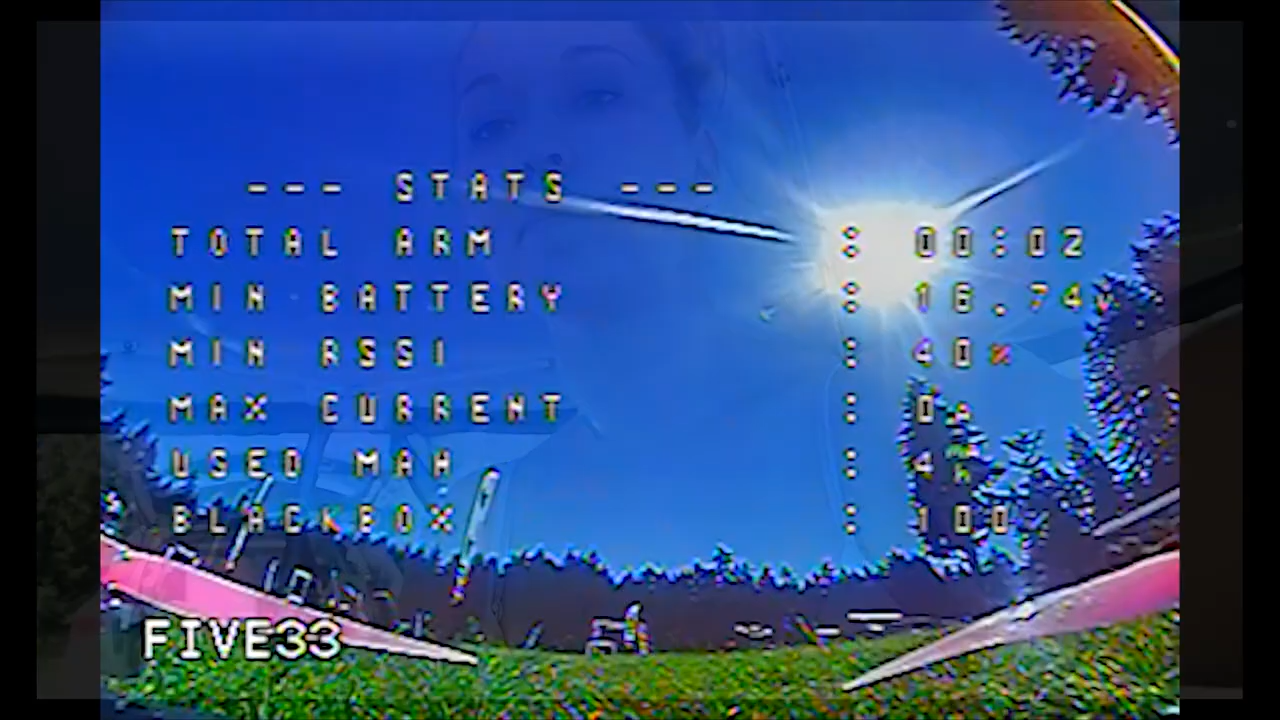 --- STATS ---
TOTAL ARM : 00:02
MIN BATTERY : 16.74V
MIN RSSI : 40%
MAX CURRENT : 0A
USED MAH : 4mAh
BLACKBOX : 100
FIVE33